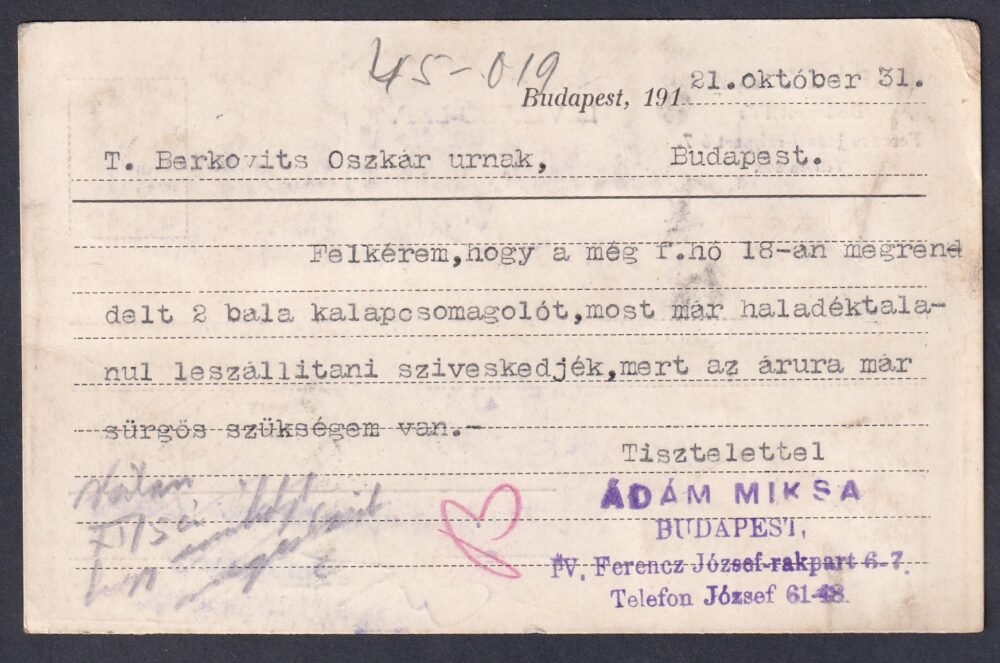 45-019
Budapest, 191 21.október 31.
T. Berkovits Oszkár urnak, Budapest.
Felkérem,hogy a még f.hó 18-án megrend
delt 2 bála kalapcsomagolót,most már haladéktala-
nul leszállitani sziveskedjék,mert az árura már
sürgös szükségem van.-
Tisztelettel
ÁDÁM MIKSA
BUDAPEST,
IV, Ferencz József-rakpart 6-7.
Telefon József 61-48.